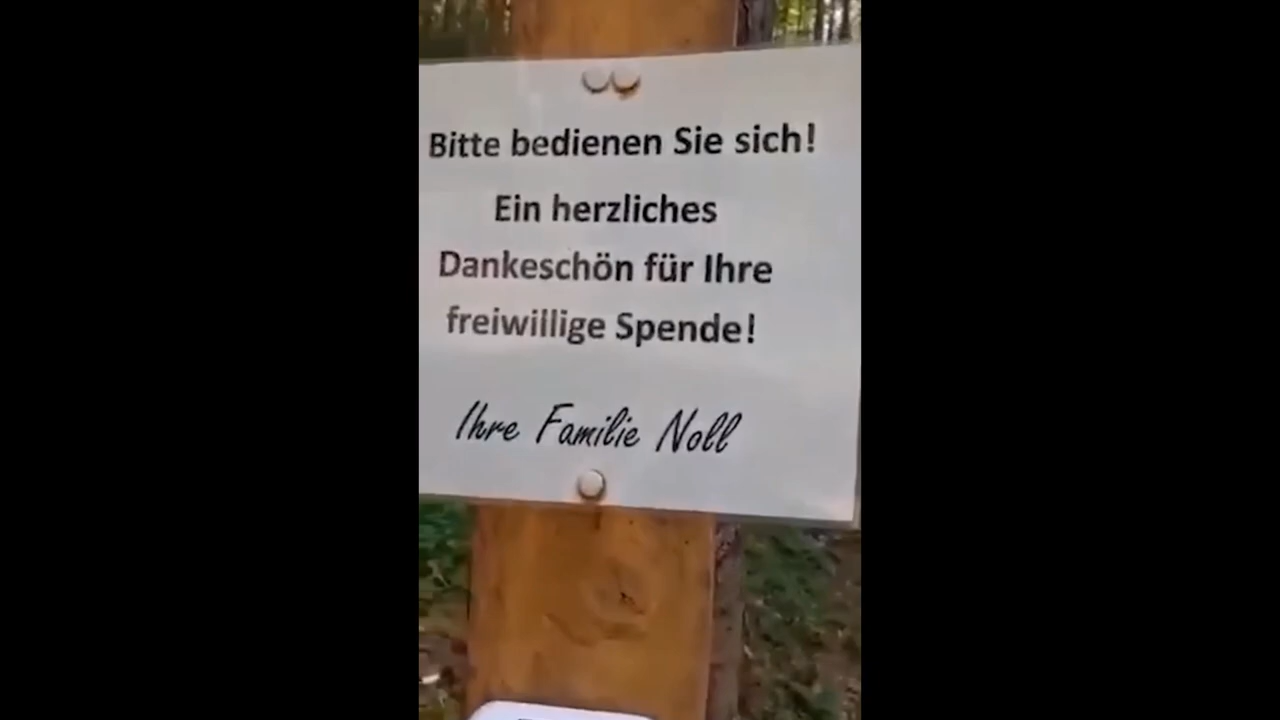 Bitte bedienen Sie sich!
Ein herzliches
Dankeschön für Ihre
freiwillige Spende!
Ihre Familie Noll